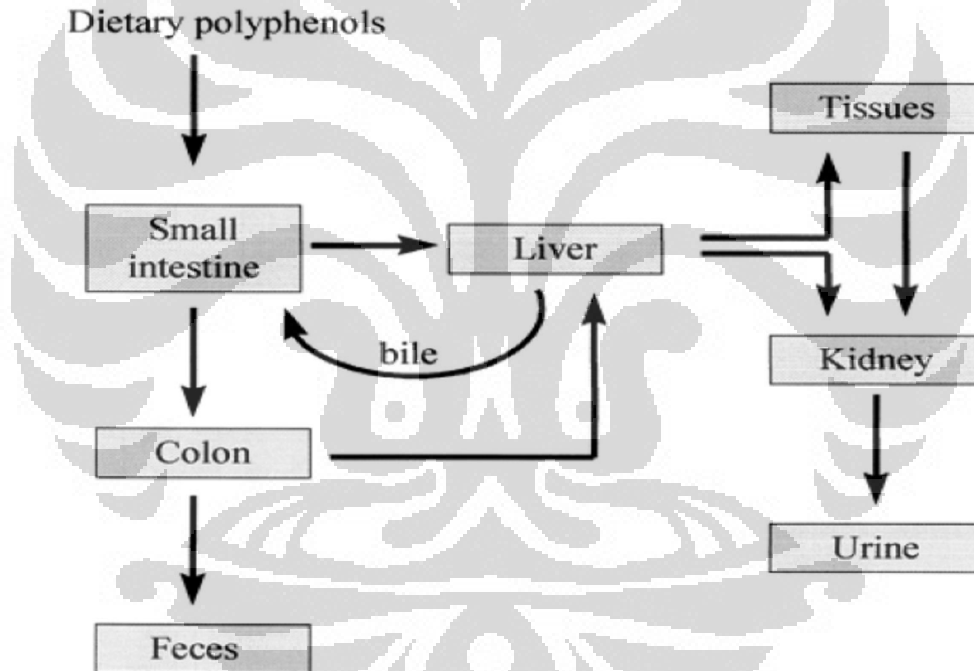 Dietary polyphenols
Tissues
Small
intestine
Liver
bile
Kidney
Colon
Urine
Feces